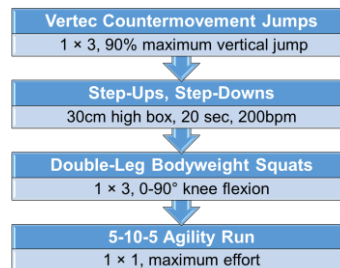 Vertec Countermovement Jumps
1 × 3, 90% maximum vertical jump
Step-Ups, Step-Downs
30cm high box, 20 sec, 200bpm
Double-Leg Bodyweight Squats
1 × 3, 0-90° knee flexion
5-10-5 Agility Run
1 × 1, maximum effort